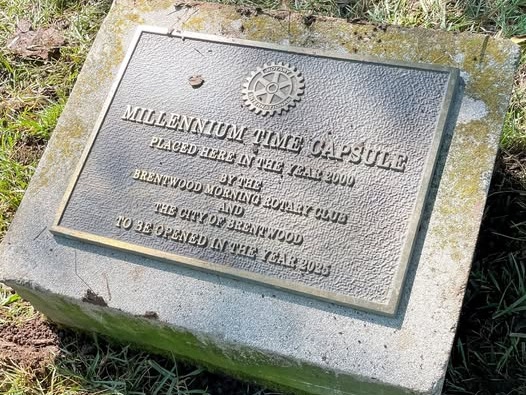 MILLENNIUM TIME CAPSULE
PLACED HERE IN THE YEAR 2000
BY THE
BRENTWOOD MORNING ROTARY CLUB
AND
THE CITY OF BRENTWOOD
TO BE OPENED IN THE YEAR 2025